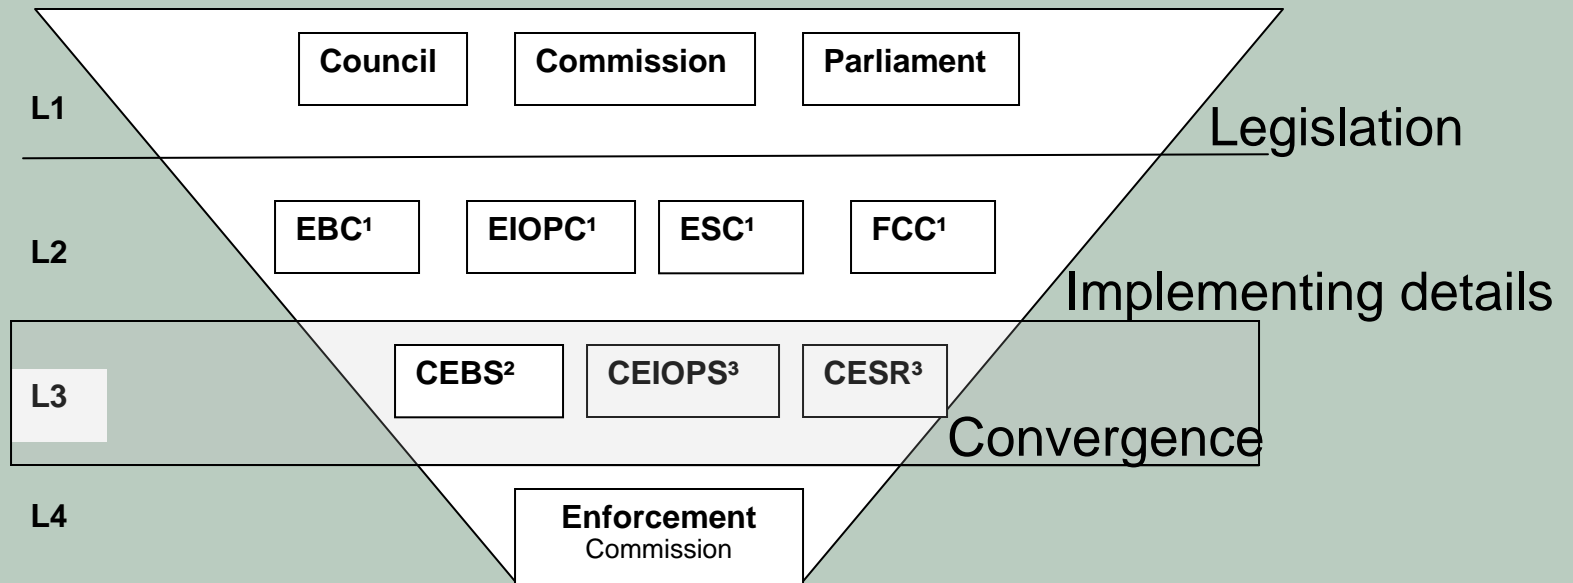 Council
Commission
Parliament
L1
Legislation
EBC¹
EIOPC¹
ESC¹
FCC¹
L2
Implementing details
CEBS²
CEIOPS³
CESR³
L3
Convergence
L4
Enforcement
Commission